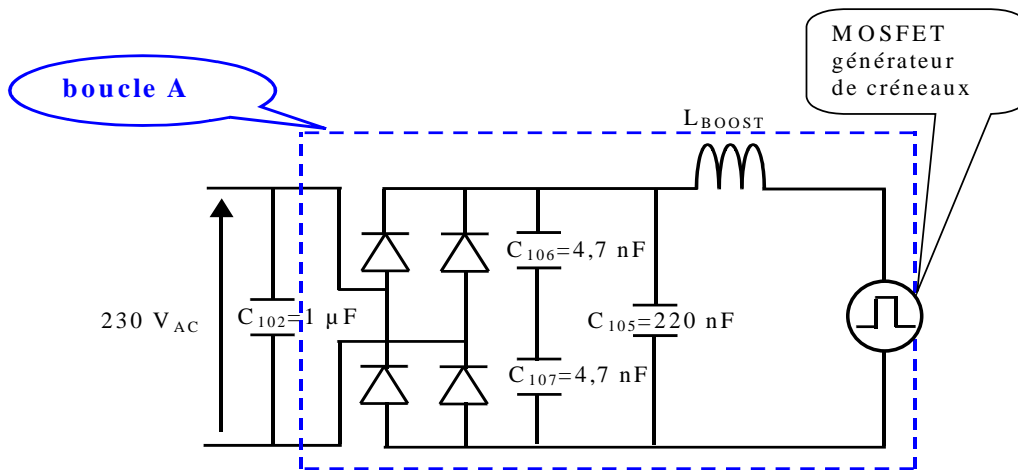 MOSFET
générateur
de créneaux
boucle A
L_BOOST
C_106=4,7 nF
230 V_AC
C_102=1 µF
C_105=220 nF
C_107=4,7 nF